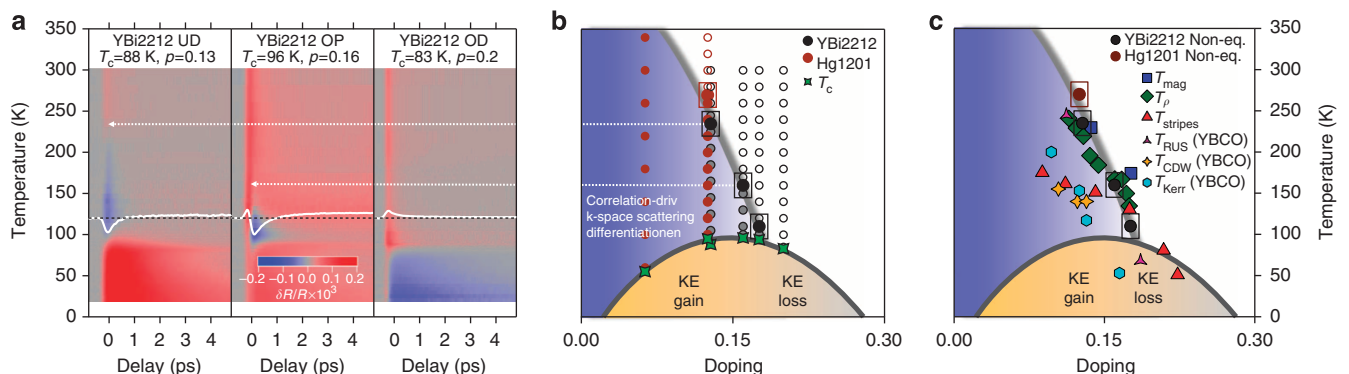 a
350
300
250
200
150
100
50
0
Temperature (K)
YBi2212 UD
Tc=88 K, p=0.13
YBi2212 OP
Tc=96 K, p=0.16
YBi2212 OD
Tc=83 K, p=0.2
−0.2 −0.1 0.0 0.1 0.2
δR/R×10³
0 1 2 3 4
0 1 2 3 4
0 1 2 3 4
Delay (ps)
Delay (ps)
Delay (ps)
b
YBi2212
Hg1201
Tc
Correlation-driv
k-space scattering
differentiationen
KE
gain
KE
loss
0.00
0.15
0.30
Doping
c
YBi2212 Non-eq.
Hg1201 Non-eq.
Tmag
Tρ
Tstripes
TRUS (YBCO)
TCDW (YBCO)
TKerr (YBCO)
KE
gain
KE
loss
0.00
0.15
0.30
Doping
350
300
250
200
150
100
50
0
Temperature (K)